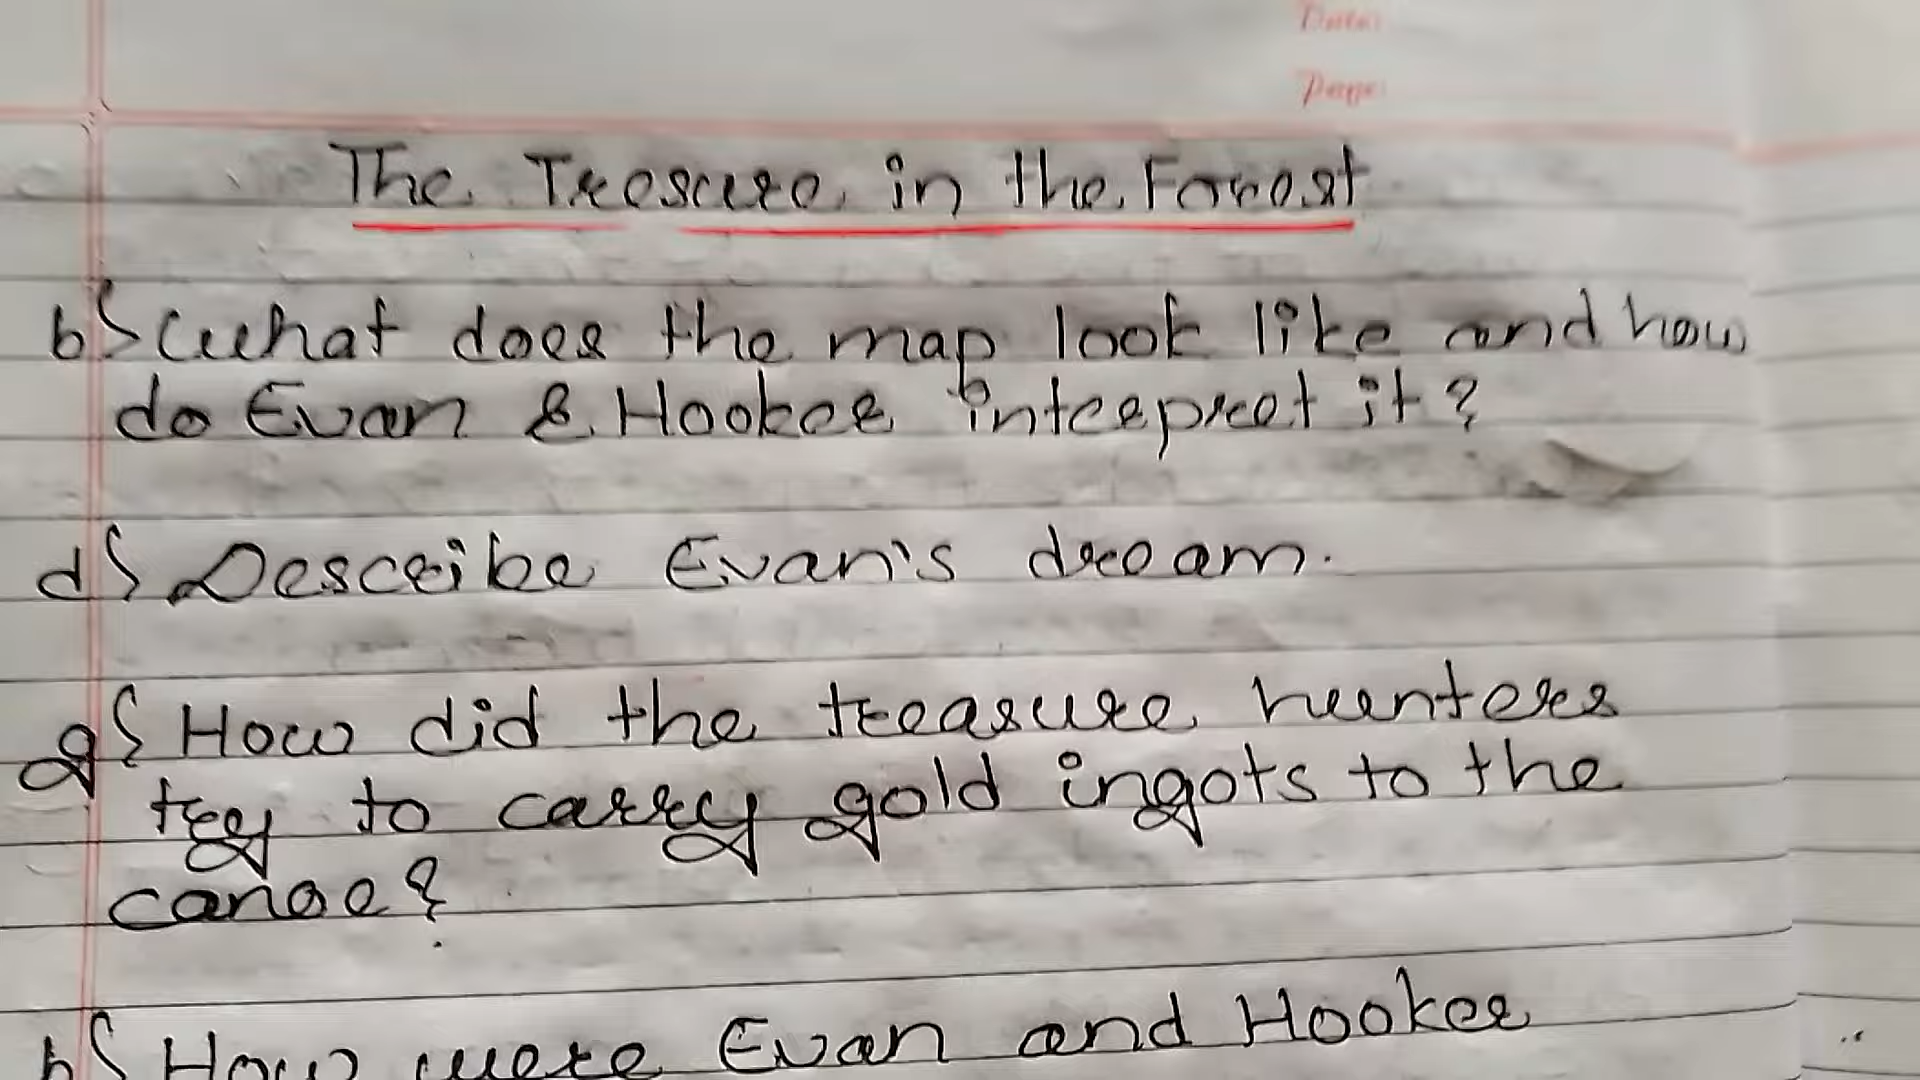 Date:
Page:
The Treasure in the Forest
b) What does the map look like and how
do Evan & Hooker interpret it?
d) Describe Evan's dream.
g) How did the treasure hunters
try to carry gold ingots to the
canoe?
h) How were Evan and Hooker